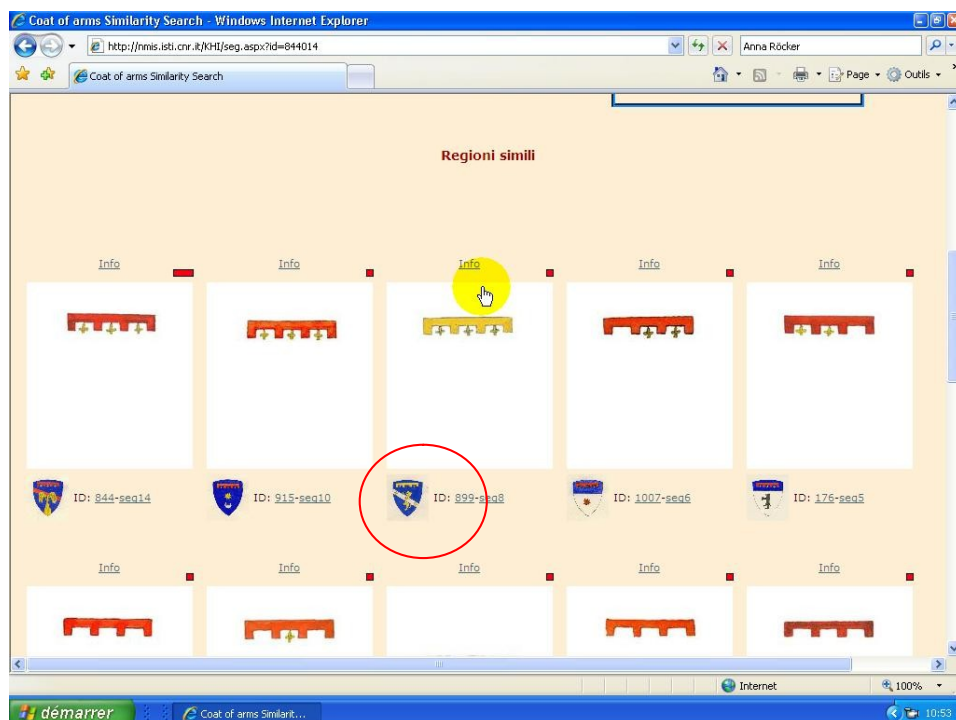 Coat of arms Similarity Search - Windows Internet Explorer
http://nmis.isti.cnr.it/KHI/seg.aspx?id=844014
Anna Röcker
Coat of arms Similarity Search
Page
Outils
Regioni simili
Info Info Info Info Info
ID: 844-seg14 ID: 915-seg10 ID: 899-seg8 ID: 1007-seg6 ID: 176-seg5
Info Info Info Info Info
Internet 100%
démarrer Coat of arms Similarit... 10:53